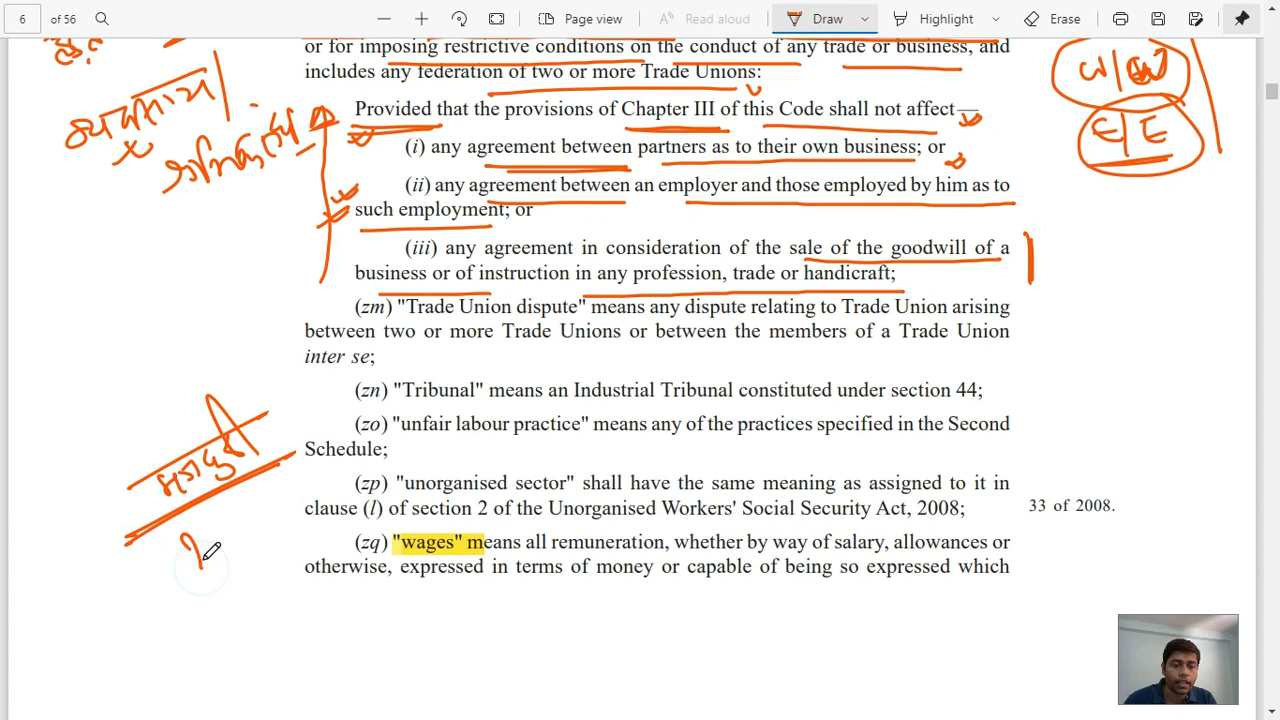 6 of 56 Page view Read aloud Draw Highlight Erase
or for imposing restrictive conditions on the conduct of any trade or business, and
includes any federation of two or more Trade Unions:
Provided that the provisions of Chapter III of this Code shall not affect—
(i) any agreement between partners as to their own business; or
E/E
(ii) any agreement between an employer and those employed by him as to
such employment; or
(iii) any agreement in consideration of the sale of the goodwill of a
business or of instruction in any profession, trade or handicraft;
(zm) "Trade Union dispute" means any dispute relating to Trade Union arising
between two or more Trade Unions or between the members of a Trade Union
inter se;
(zn) "Tribunal" means an Industrial Tribunal constituted under section 44;
(zo) "unfair labour practice" means any of the practices specified in the Second
Schedule;
(zp) "unorganised sector" shall have the same meaning as assigned to it in
clause (l) of section 2 of the Unorganised Workers' Social Security Act, 2008;
33 of 2008.
(zq) "wages" means all remuneration, whether by way of salary, allowances or
otherwise, expressed in terms of money or capable of being so expressed which